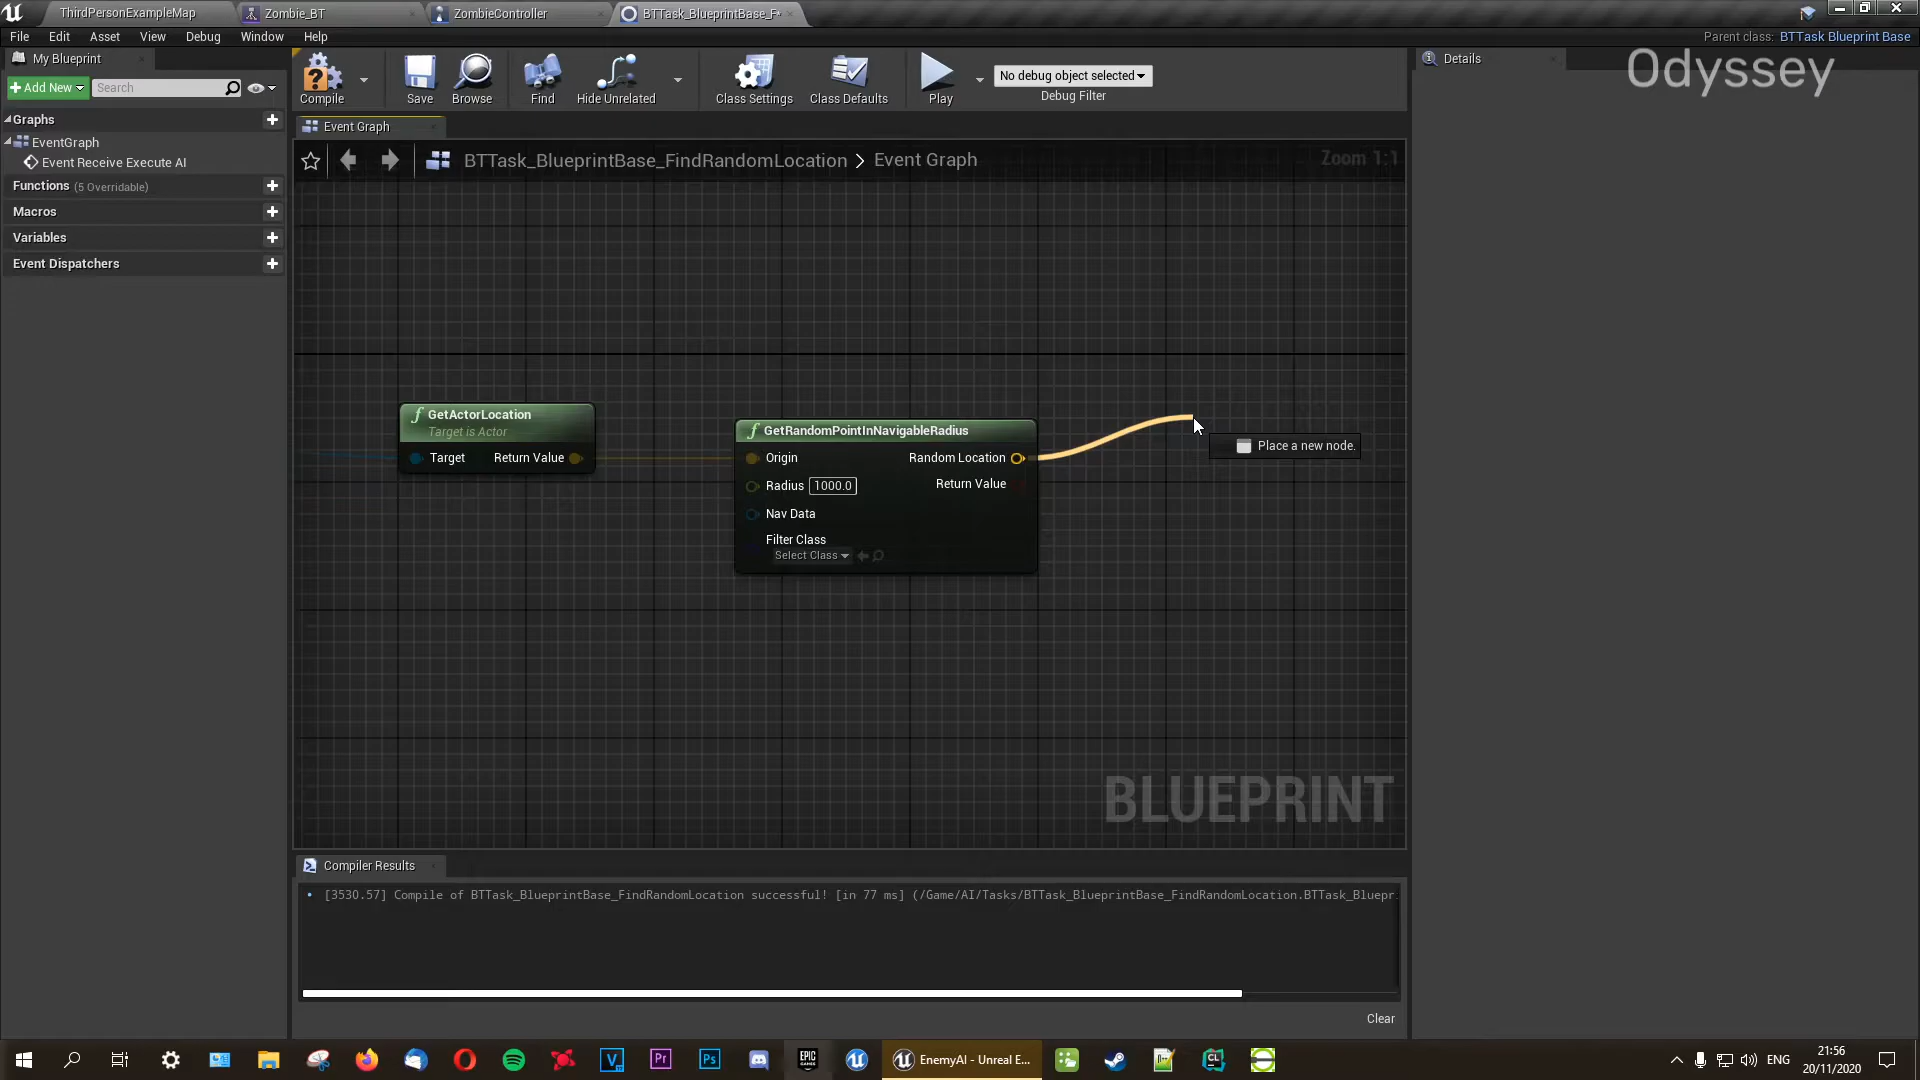 ThirdPersonExampleMap
Zombie_BT
ZombieController
BTTask_BlueprintBase_F
File Edit Asset View Debug Window Help
Parent class: BTTask Blueprint Base
Odyssey
My Blueprint
Add New
Search
Graphs
EventGraph
Event Receive Execute AI
Functions (5 Overridable)
Macros
Variables
Event Dispatchers
Compile
Save
Browse
Find
Hide Unrelated
Class Settings
Class Defaults
Play
No debug object selected
Debug Filter
Event Graph
BTTask_BlueprintBase_FindRandomLocation > Event Graph
Zoom 1:1
GetActorLocation
Target is Actor
Target Return Value
GetRandomPointInNavigableRadius
Origin Random Location
Radius 1000.0 Return Value
Nav Data
Filter Class
Select Class
Place a new node.
BLUEPRINT
Compiler Results
[3530.57] Compile of BTTask_BlueprintBase_FindRandomLocation successful! [in 77 ms] (/Game/AI/Tasks/BTTask_BlueprintBase_FindRandomLocation.BTTask_Bluepr
Clear
Details
EPIC GAMES
EnemyAI - Unreal E...
V
Pr
Ps
CL
ENG
21:56
20/11/2020